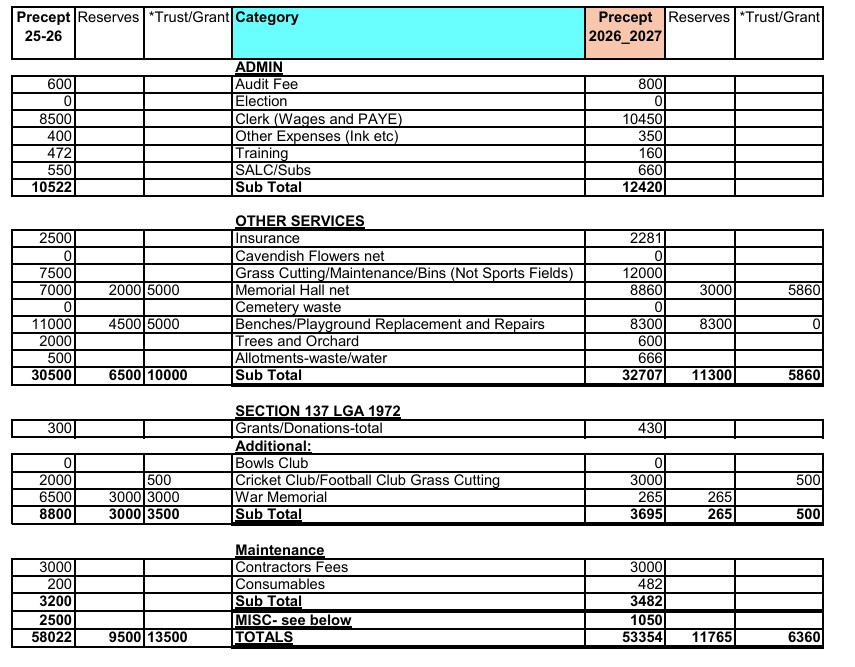 Precept 25-26 Reserves *Trust/Grant Category Precept 2026_2027 Reserves *Trust/Grant
ADMIN
600 Audit Fee 800
0 Election 0
8500 Clerk (Wages and PAYE) 10450
400 Other Expenses (Ink etc) 350
472 Training 160
550 SALC/Subs 660
10522 Sub Total 12420
OTHER SERVICES
2500 Insurance 2281
0 Cavendish Flowers net 0
7500 Grass Cutting/Maintenance/Bins (Not Sports Fields) 12000
7000 2000 5000 Memorial Hall net 8860 3000 5860
0 Cemetery waste 0
11000 4500 5000 Benches/Playground Replacement and Repairs 8300 8300 0
2000 Trees and Orchard 600
500 Allotments-waste/water 666
30500 6500 10000 Sub Total 32707 11300 5860
SECTION 137 LGA 1972
300 Grants/Donations-total 430
Additional:
0 Bowls Club 0
2000 500 Cricket Club/Football Club Grass Cutting 3000 500
6500 3000 3000 War Memorial 265 265
8800 3000 3500 Sub Total 3695 265 500
Maintenance
3000 Contractors Fees 3000
200 Consumables 482
3200 Sub Total 3482
2500 MISC- see below 1050
58022 9500 13500 TOTALS 53354 11765 6360